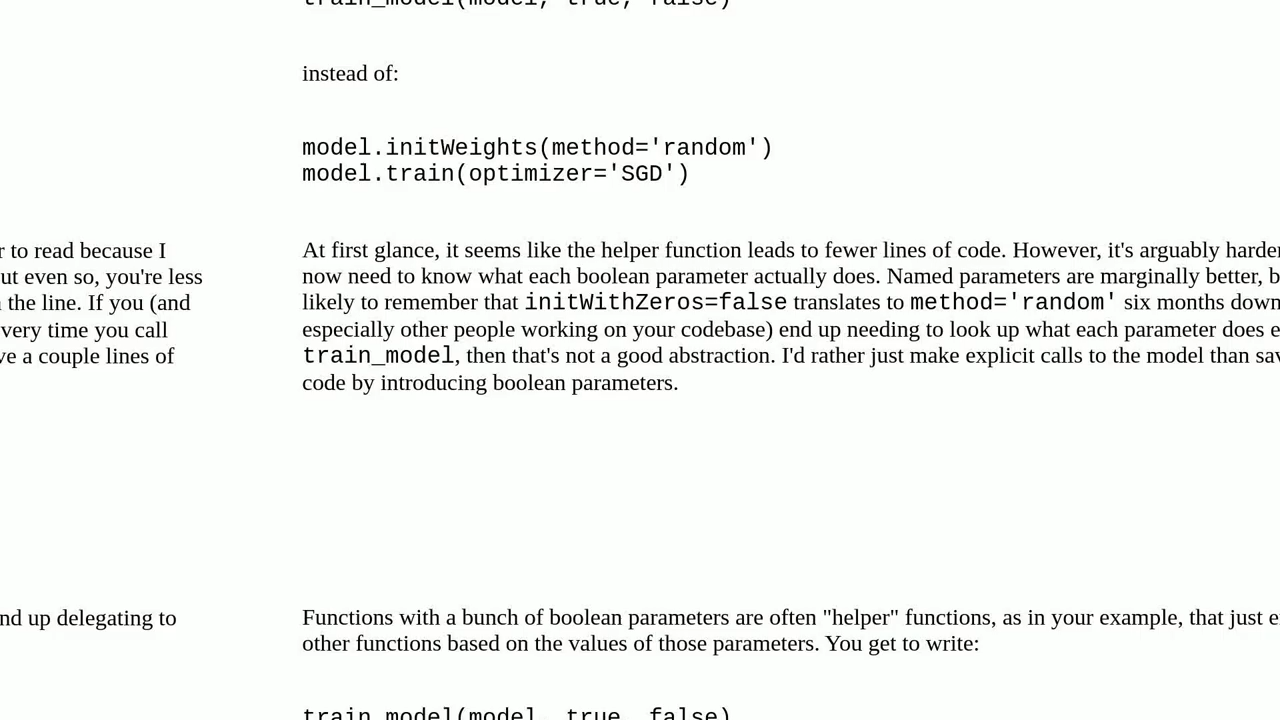 train_model(model, true, false)
instead of:
model.initWeights(method='random')
model.train(optimizer='SGD')
r to read because I
ut even so, you're less
the line. If you (and
very time you call
ve a couple lines of
At first glance, it seems like the helper function leads to fewer lines of code. However, it's arguably harder
now need to know what each boolean parameter actually does. Named parameters are marginally better, b
likely to remember that initWithZeros=false translates to method='random' six months down
especially other people working on your codebase) end up needing to look up what each parameter does e
train_model, then that's not a good abstraction. I'd rather just make explicit calls to the model than sav
code by introducing boolean parameters.
nd up delegating to
Functions with a bunch of boolean parameters are often "helper" functions, as in your example, that just e
other functions based on the values of those parameters. You get to write:
train_model(model, true, false)